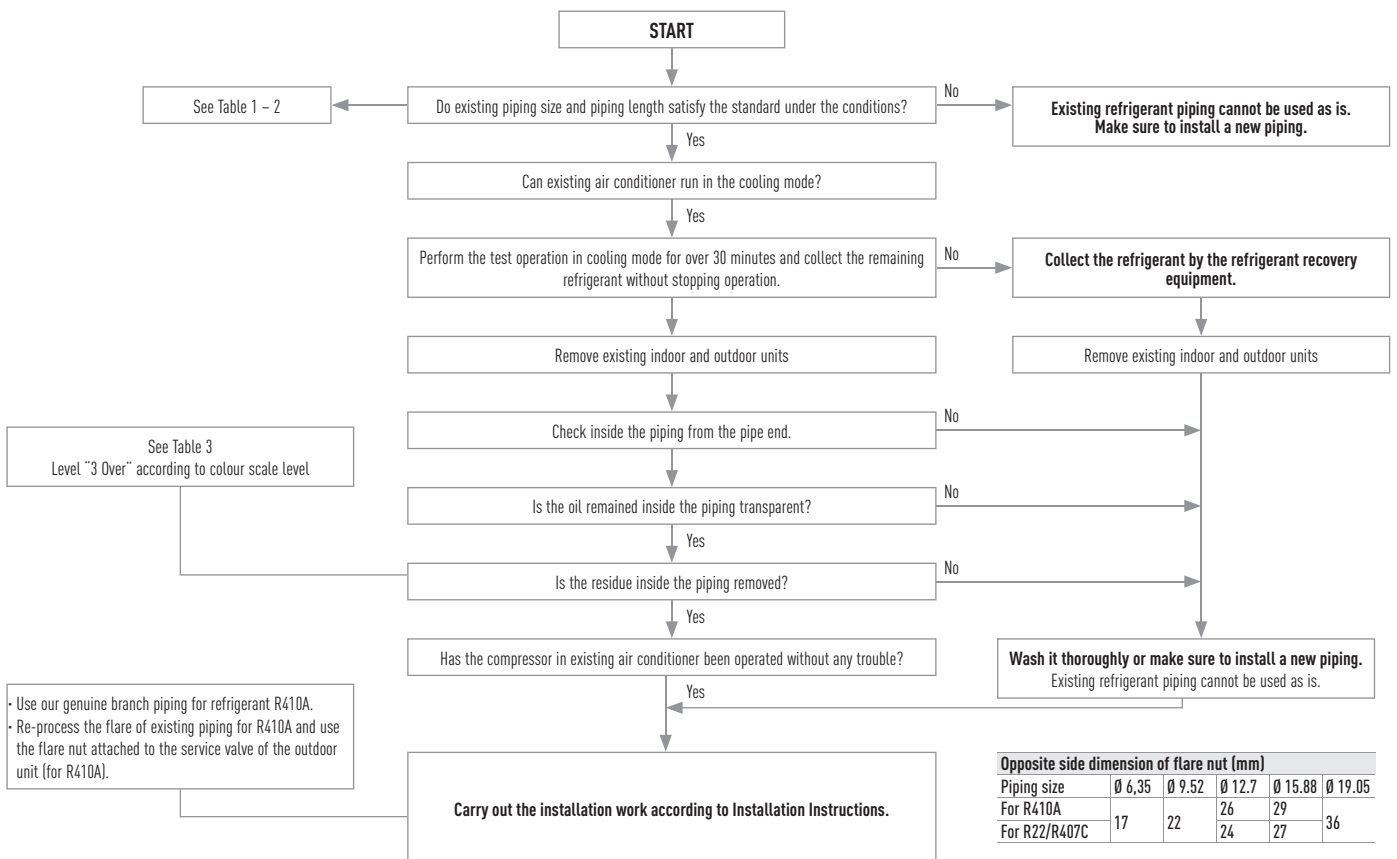 START
See Table 1 – 2
Do existing piping size and piping length satisfy the standard under the conditions?
No
Existing refrigerant piping cannot be used as is.
Make sure to install a new piping.
Yes
Can existing air conditioner run in the cooling mode?
Yes
Perform the test operation in cooling mode for over 30 minutes and collect the remaining
refrigerant without stopping operation.
No
Collect the refrigerant by the refrigerant recovery
equipment.
Remove existing indoor and outdoor units
Remove existing indoor and outdoor units
Check inside the piping from the pipe end.
No
See Table 3
Level "3 Over" according to colour scale level
Is the oil remained inside the piping transparent?
No
Yes
Is the residue inside the piping removed?
No
Yes
Has the compressor in existing air conditioner been operated without any trouble?
Wash it thoroughly or make sure to install a new piping.
Existing refrigerant piping cannot be used as is.
Yes
· Use our genuine branch piping for refrigerant R410A.
· Re-process the flare of existing piping for R410A and use
the flare nut attached to the service valve of the outdoor
unit (for R410A).
Carry out the installation work according to Installation Instructions.
Opposite side dimension of flare nut (mm)
Piping size Ø 6,35 Ø 9.52 Ø 12.7 Ø 15.88 Ø 19.05
For R410A 17 22 26 29 36
For R22/R407C 24 27